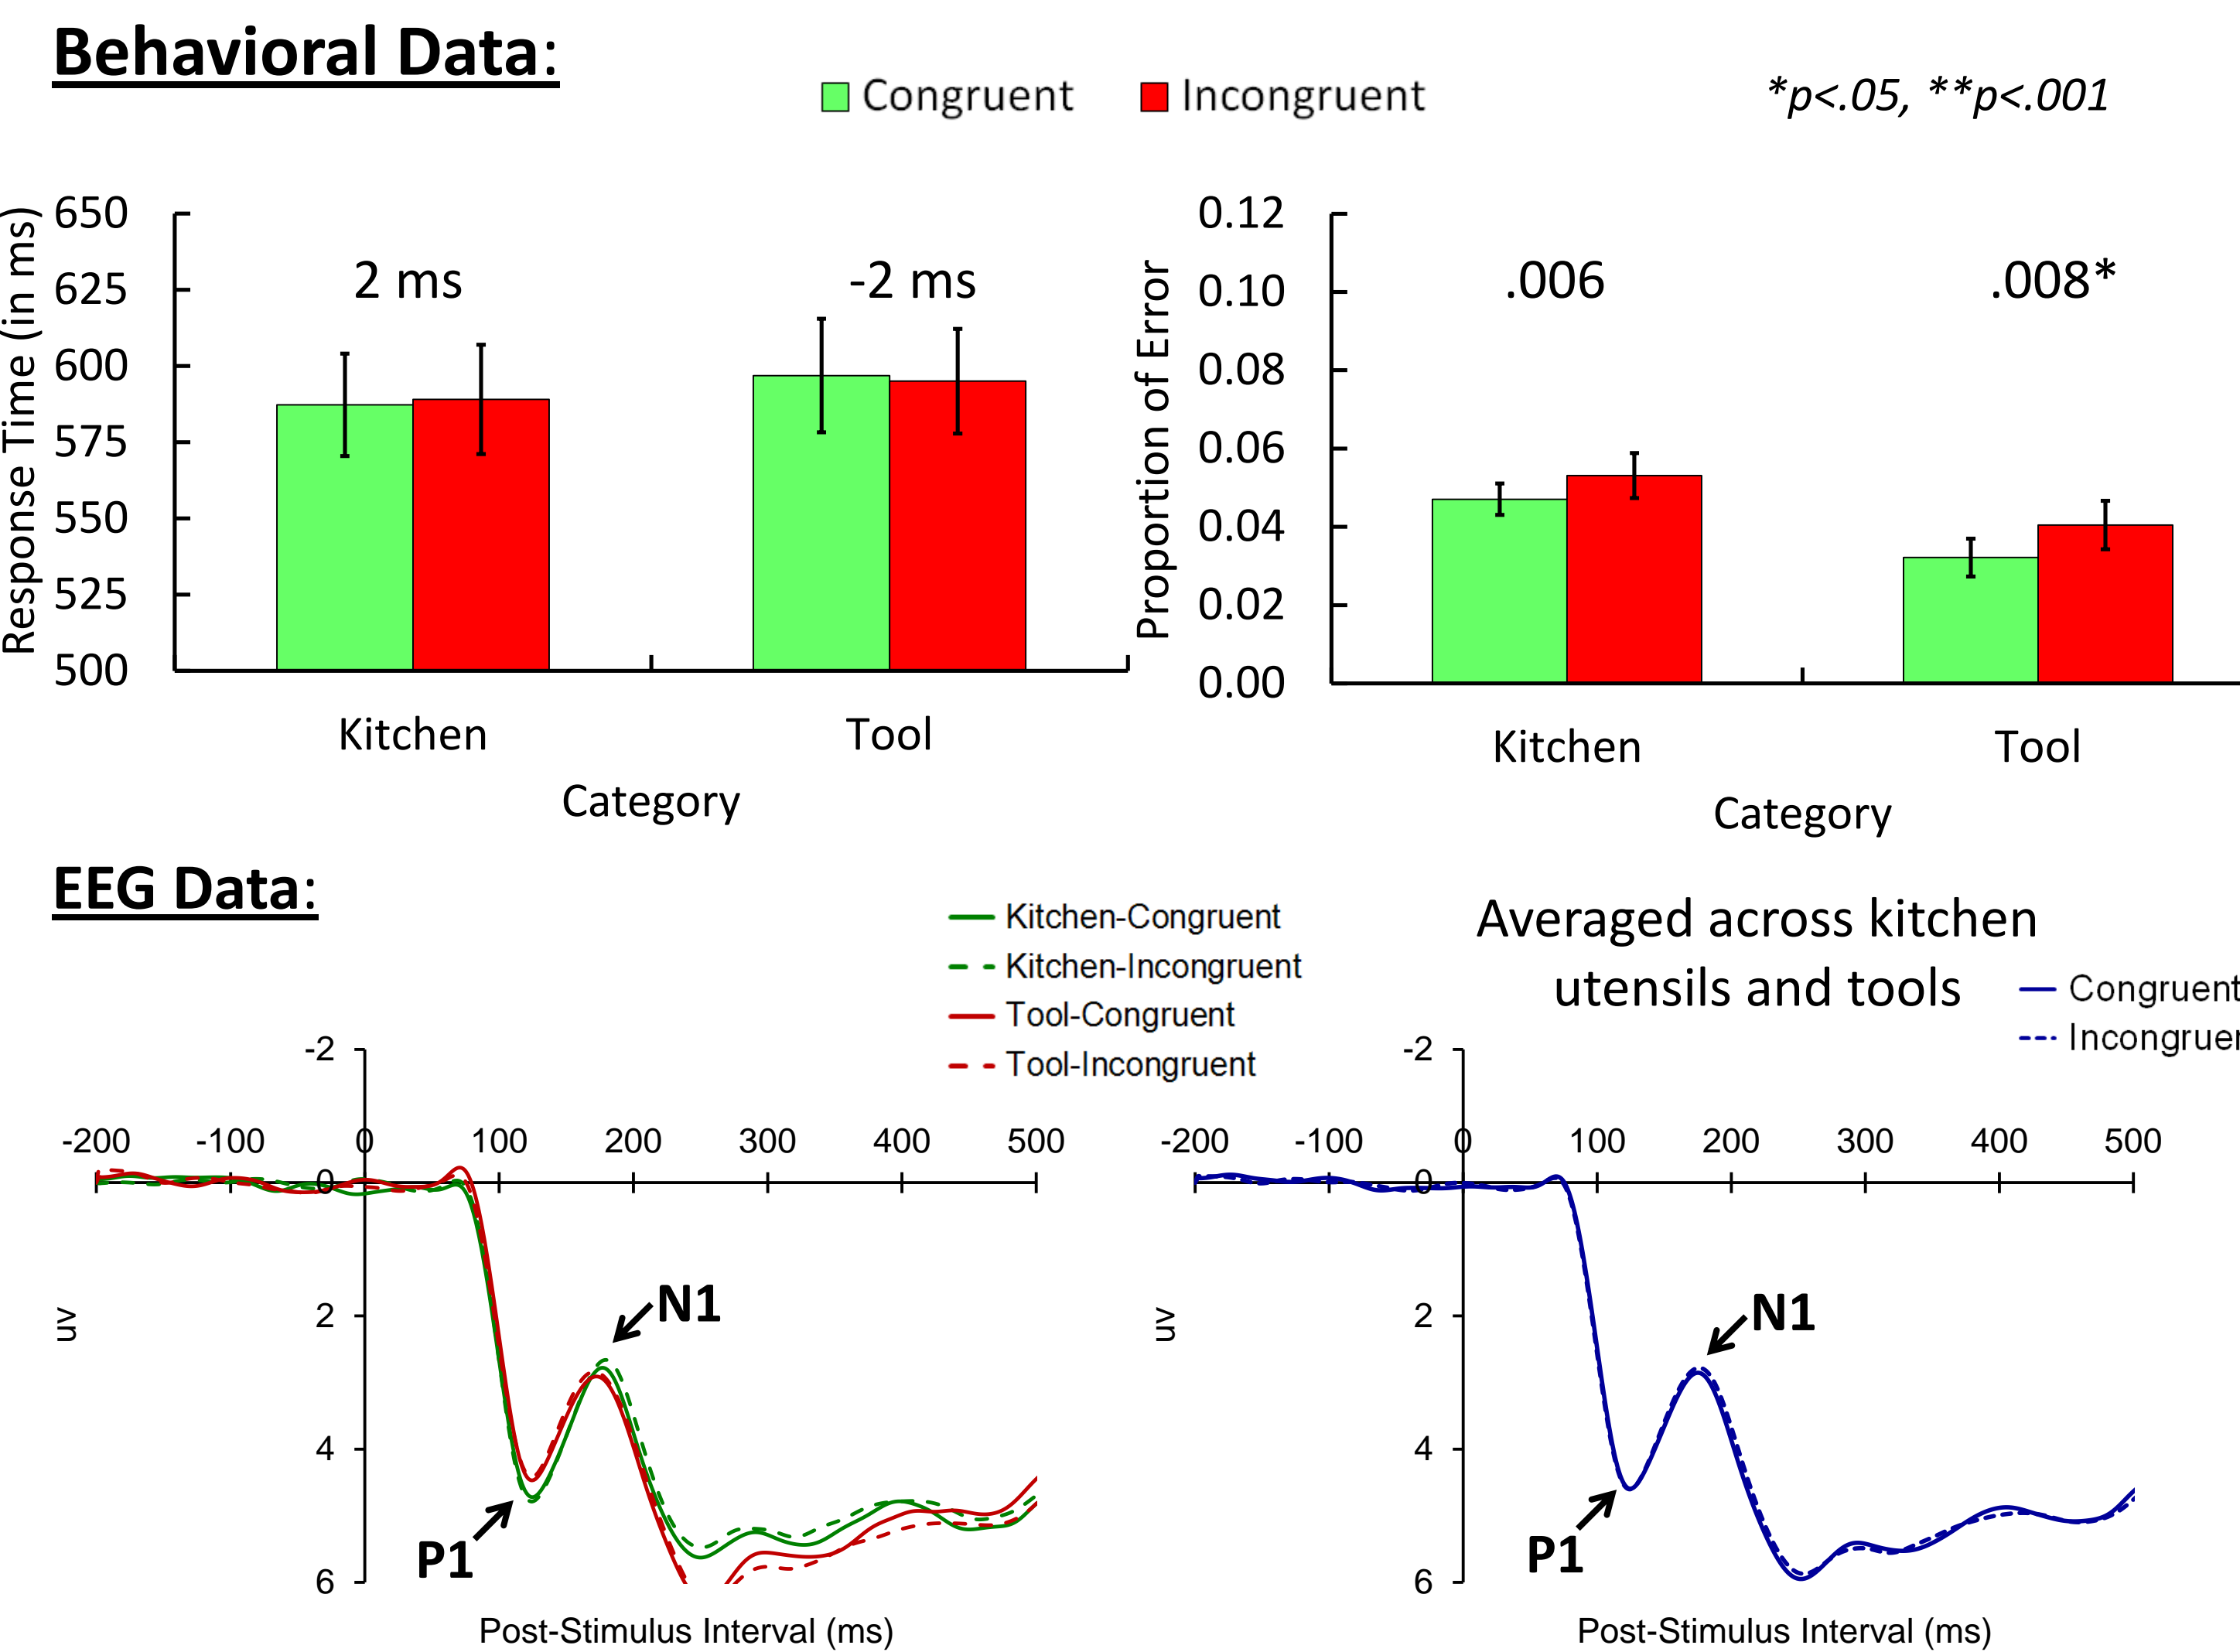 Behavioral Data:
Congruent Incongruent
*p<.05, **p<.001
Response Time (in ms)
650
625
600
575
550
525
500
2 ms
-2 ms
Kitchen
Tool
Category
Proportion of Error
0.12
0.10
0.08
0.06
0.04
0.02
0.00
.006
.008*
Kitchen
Tool
Category
EEG Data:
Kitchen-Congruent
Kitchen-Incongruent
Tool-Congruent
Tool-Incongruent
-2
-200 -100 0 100 200 300 400 500
0
2
4
6
uv
N1
P1
Post-Stimulus Interval (ms)
Averaged across kitchen
utensils and tools
Congruent
Incongruer
-2
-200 -100 0 100 200 300 400 500
0
2
4
6
uv
N1
P1
Post-Stimulus Interval (ms)